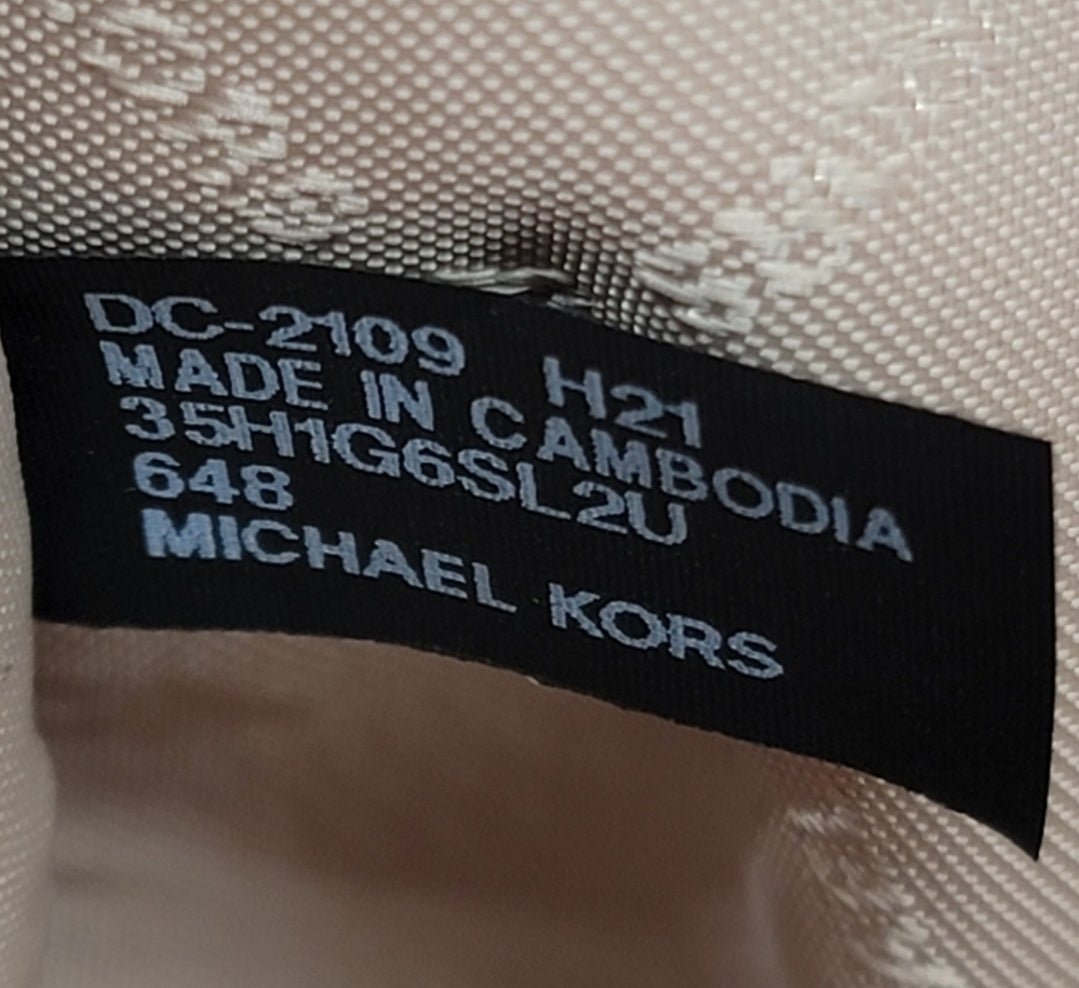 DC-2109 H21
MADE IN CAMBODIA
35H1G6SL2U
648
MICHAEL KORS